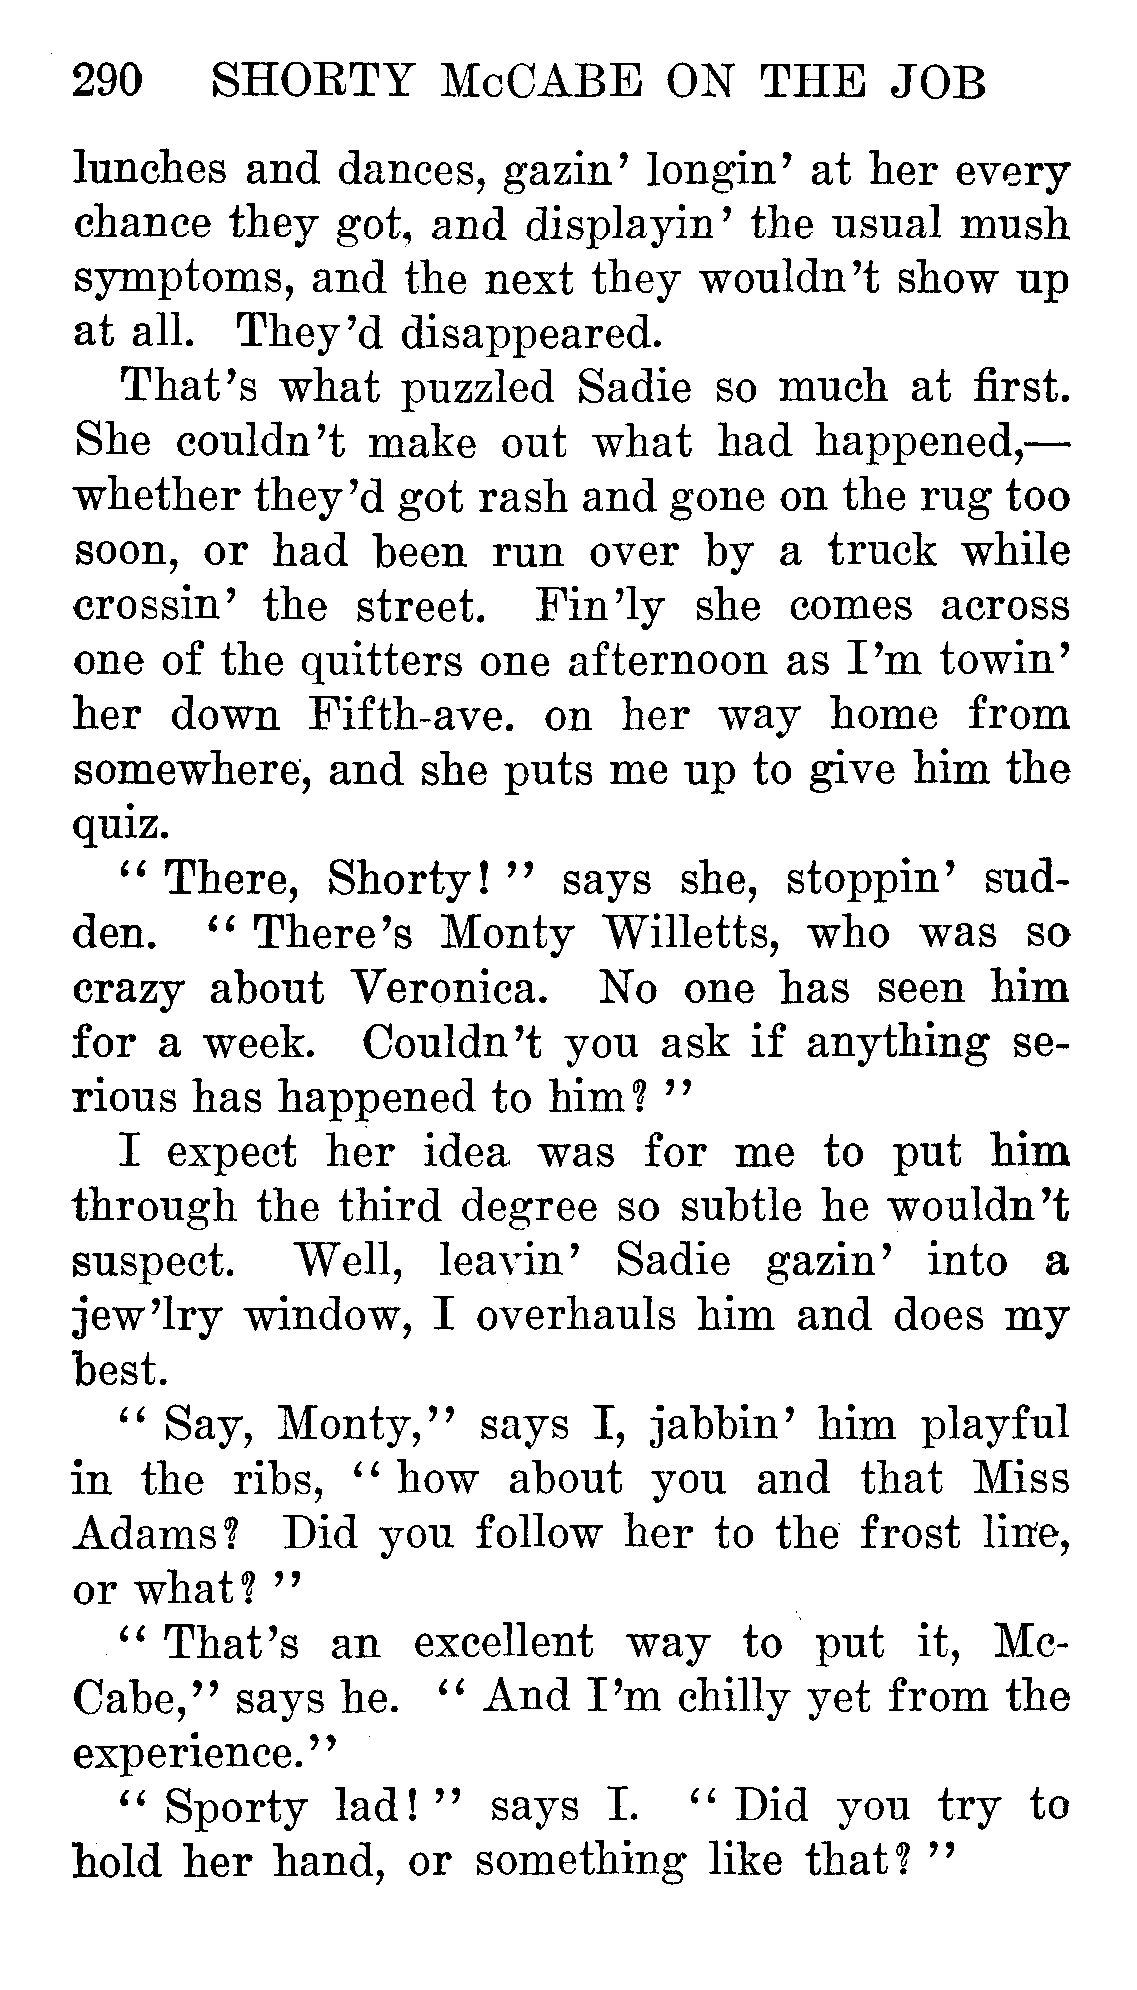 290 SHORTY McCABE ON THE JOB
lunches and dances, gazin' longin' at her every
chance they got, and displayin' the usual mush
symptoms, and the next they wouldn't show up
at all. They'd disappeared.
That's what puzzled Sadie so much at first.
She couldn't make out what had happened,—
whether they'd got rash and gone on the rug too
soon, or had been run over by a truck while
crossin' the street. Fin'ly she comes across
one of the quitters one afternoon as I'm towin'
her down Fifth-ave. on her way home from
somewhere, and she puts me up to give him the
quiz.
"There, Shorty!" says she, stoppin' sud-
den. "There's Monty Willetts, who was so
crazy about Veronica. No one has seen him
for a week. Couldn't you ask if anything se-
rious has happened to him?"
I expect her idea was for me to put him
through the third degree so subtle he wouldn't
suspect. Well, leavin' Sadie gazin' into a
jew'lry window, I overhauls him and does my
best.
"Say, Monty," says I, jabbin' him playful
in the ribs, "how about you and that Miss
Adams? Did you follow her to the frost line,
or what?"
"That's an excellent way to put it, Mc-
Cabe," says he. "And I'm chilly yet from the
experience."
"Sporty lad!" says I. "Did you try to
hold her hand, or something like that?"